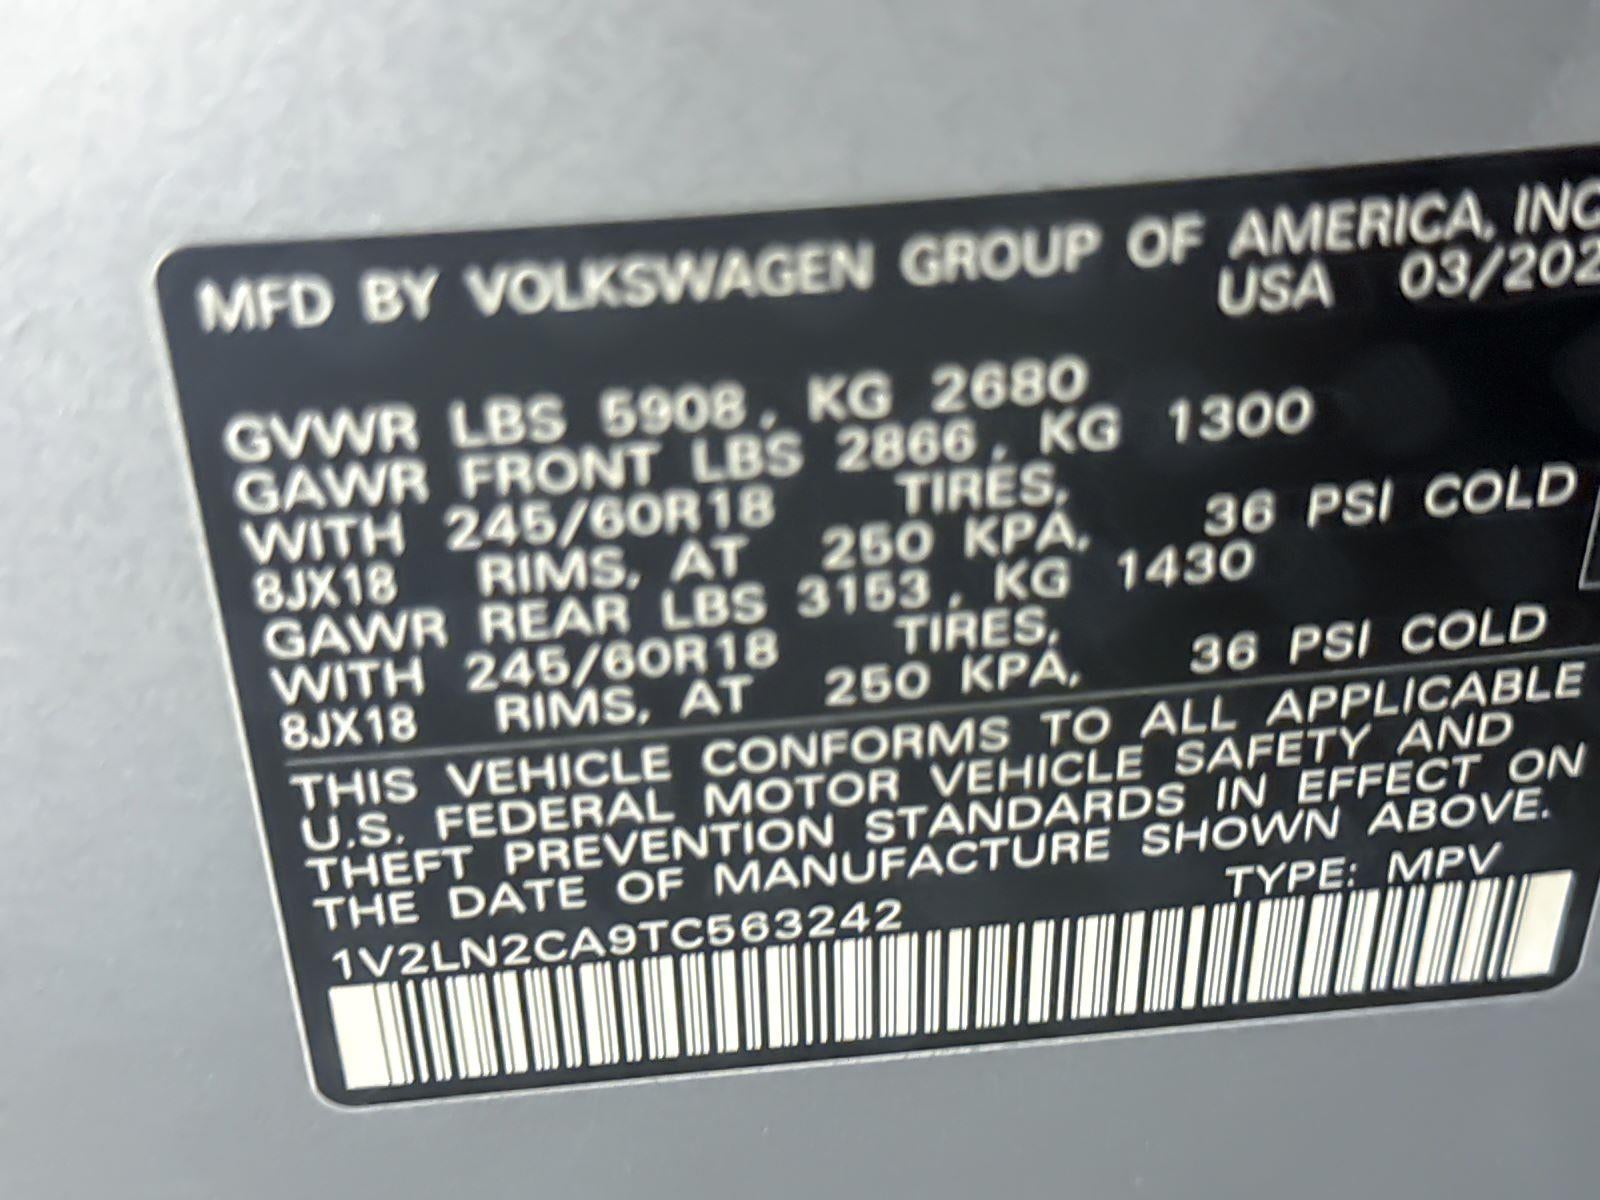 MFD BY VOLKSWAGEN GROUP OF AMERICA, INC
USA 03/202
GVWR LBS 5908, KG 2680
GAWR FRONT LBS 2866, KG 1300
WITH 245/60R18 TIRES,
8JX18 RIMS, AT 250 KPA, 36 PSI COLD
GAWR REAR LBS 3153, KG 1430
WITH 245/60R18 TIRES,
8JX18 RIMS, AT 250 KPA, 36 PSI COLD
THIS VEHICLE CONFORMS TO ALL APPLICABLE
U.S. FEDERAL MOTOR VEHICLE SAFETY AND
THEFT PREVENTION STANDARDS IN EFFECT ON
THE DATE OF MANUFACTURE SHOWN ABOVE.
TYPE: MPV
1V2LN2CA9TC563242